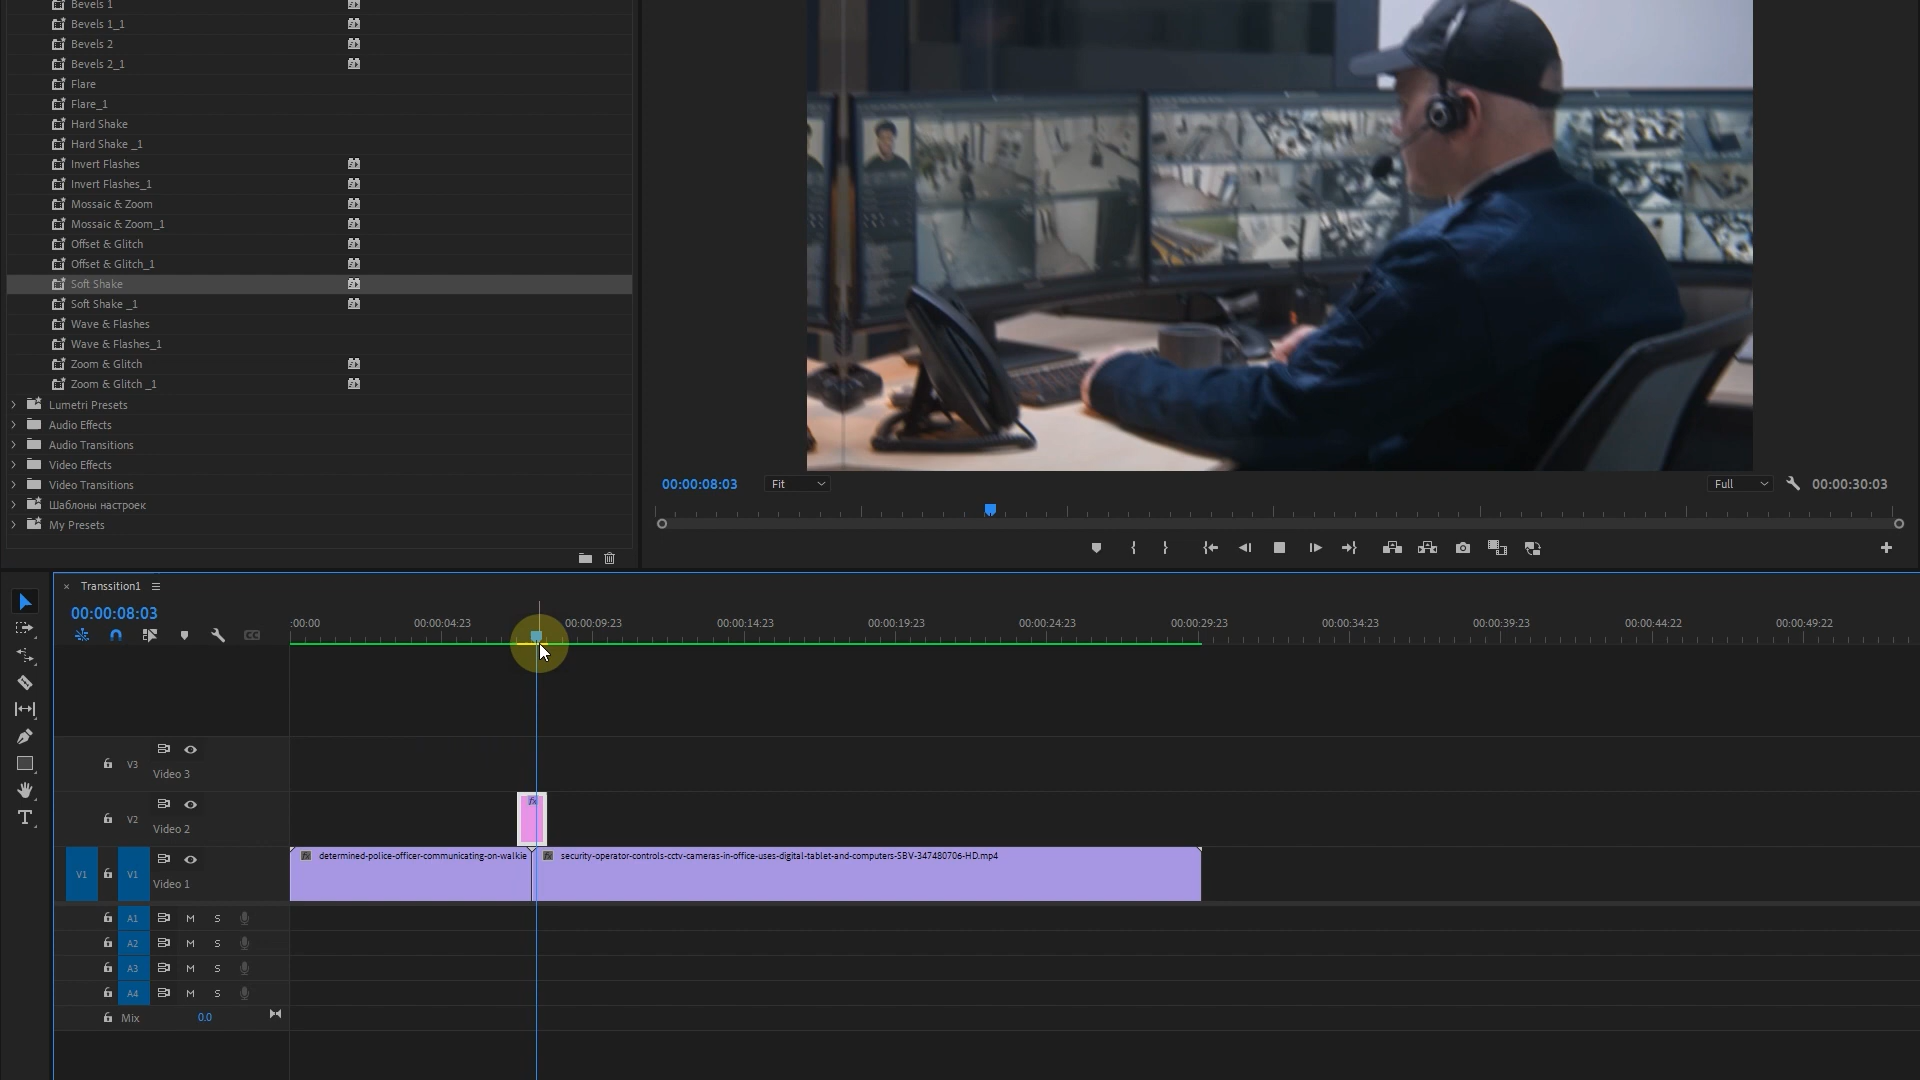 Bevels 1
Bevels 1_1
Bevels 2
Bevels 2_1
Flare
Flare_1
Hard Shake
Hard Shake _1
Invert Flashes
Invert Flashes_1
Mossaic & Zoom
Mossaic & Zoom_1
Offset & Glitch
Offset & Glitch_1
Soft Shake
Soft Shake _1
Wave & Flashes
Wave & Flashes_1
Zoom & Glitch
Zoom & Glitch _1
Lumetri Presets
Audio Effects
Audio Transitions
Video Effects
Video Transitions
Шаблоны настроек
My Presets
00:00:08:03
Fit
Full
00:00:30:03
Transsition1
00:00:08:03
:00:00
00:00:04:23
00:00:09:23
00:00:14:23
00:00:19:23
00:00:24:23
00:00:29:23
00:00:34:23
00:00:39:23
00:00:44:22
00:00:49:22
V3
Video 3
V2
Video 2
fx
V1
V1
Video 1
fx determined-police-officer-communicating-on-walkie
fx security-operator-controls-cctv-cameras-in-office-uses-digital-tablet-and-computers-SBV-347480706-HD.mp4
A1 M S
A2 M S
A3 M S
A4 M S
Mix 0.0